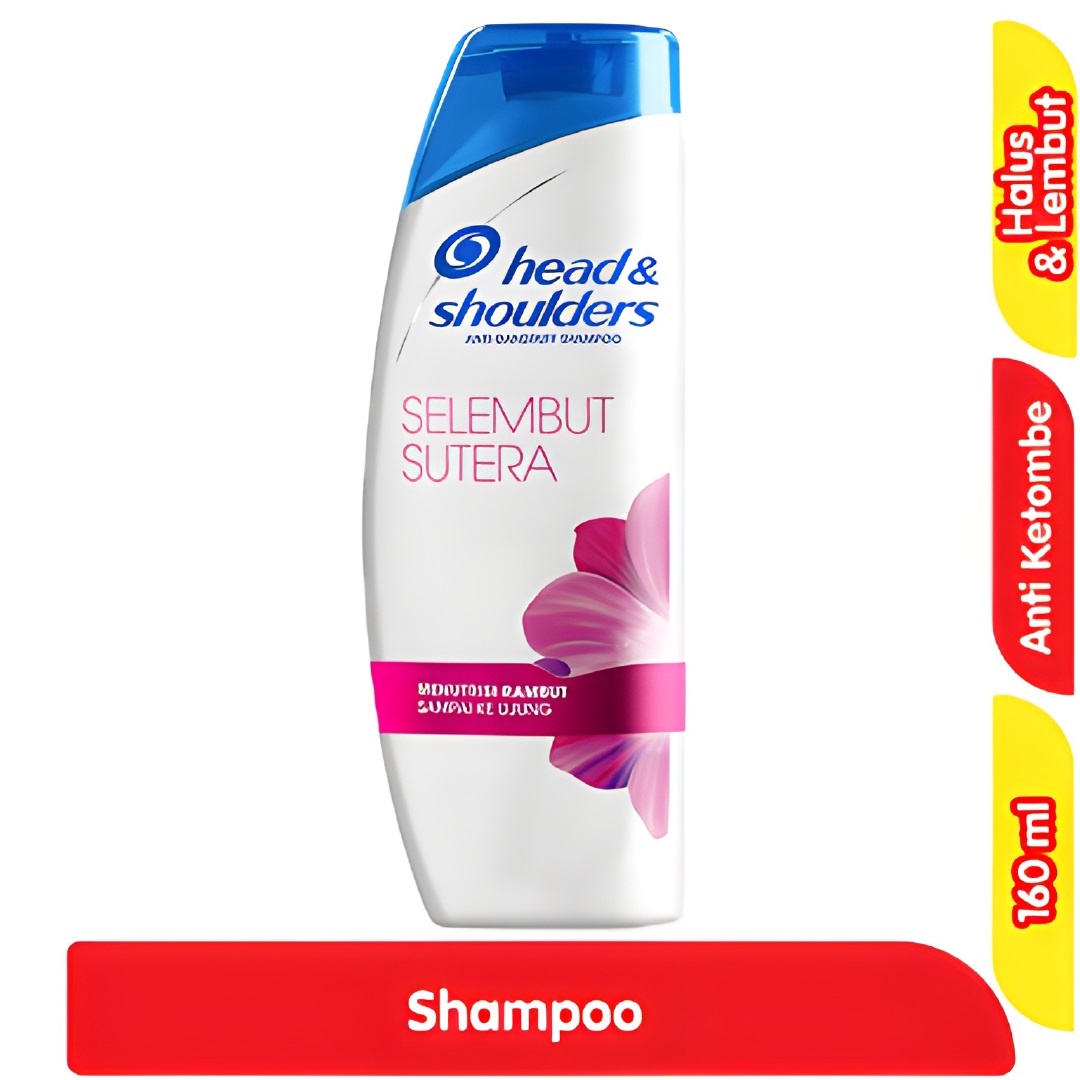 head &
shoulders
SELEMBUT
SUTERA
Halus
& Lembut
Anti Ketombe
160 ml
Shampoo